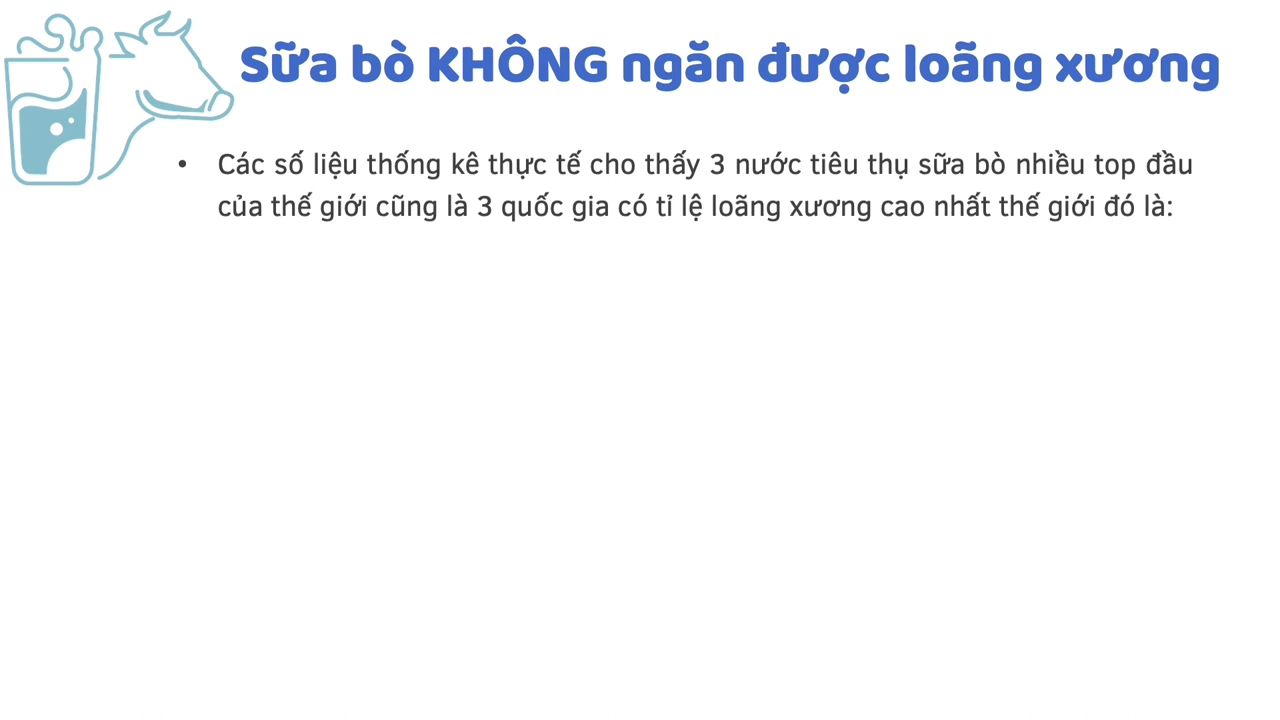 Sữa bò KHÔNG ngăn được loãng xương
• Các số liệu thống kê thực tế cho thấy 3 nước tiêu thụ sữa bò nhiều top đầu
của thế giới cũng là 3 quốc gia có tỉ lệ loãng xương cao nhất thế giới đó là: